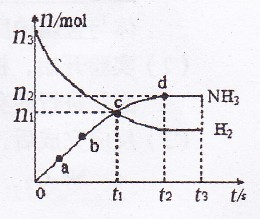 n/mol
n₃
n₂ d NH₃
n₁ c
H₂
b
a
0 t₁ t₂ t₃ t/s